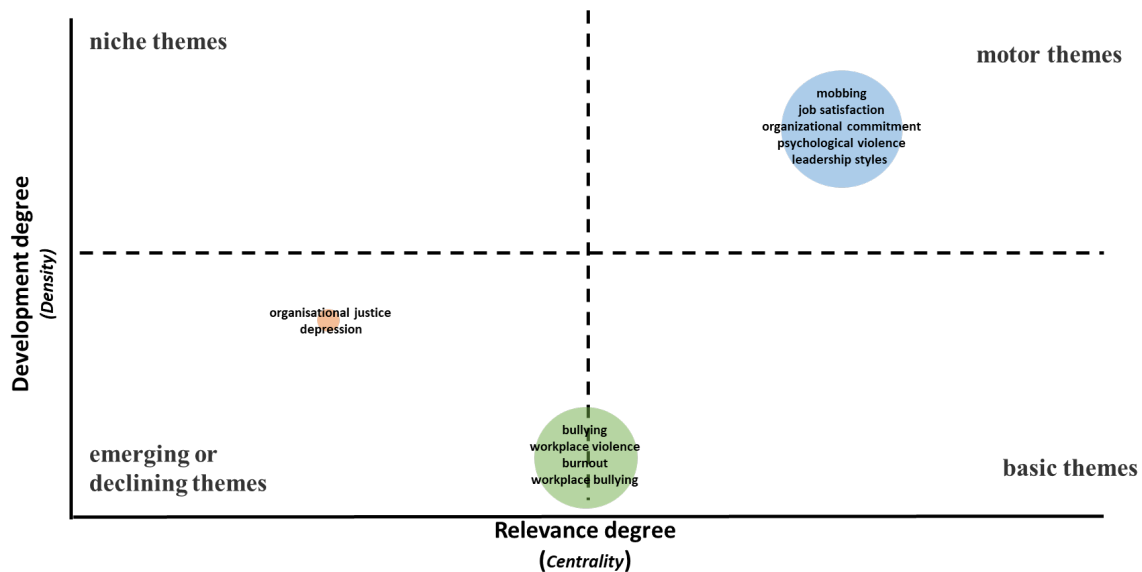 niche themes
motor themes
mobbing
job satisfaction
organizational commitment
psychological violence
leadership styles
Development degree
(Density)
organisational justice
depression
bullying
workplace violence
burnout
workplace bullying
emerging or
declining themes
basic themes
Relevance degree
(Centrality)